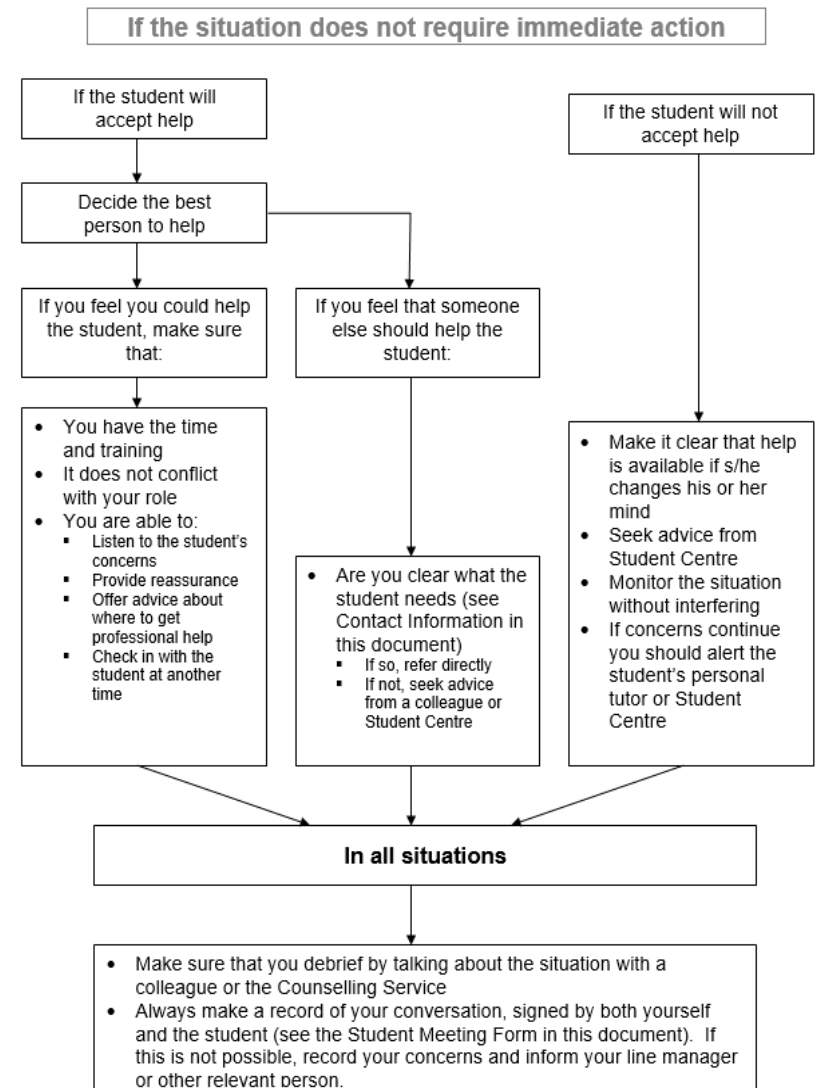 If the situation does not require immediate action
If the student will
accept help
If the student will not
accept help
Decide the best
person to help
If you feel you could help
the student, make sure
that:
If you feel that someone
else should help the
student:
• You have the time
and training
• It does not conflict
with your role
• You are able to:
▪ Listen to the student's
concerns
▪ Provide reassurance
▪ Offer advice about
where to get
professional help
▪ Check in with the
student at another
time
• Are you clear what the
student needs (see
Contact Information in
this document)
▪ If so, refer directly
▪ If not, seek advice
from a colleague or
Student Centre
• Make it clear that help
is available if s/he
changes his or her
mind
• Seek advice from
Student Centre
• Monitor the situation
without interfering
• If concerns continue
you should alert the
student's personal
tutor or Student
Centre
In all situations
• Make sure that you debrief by talking about the situation with a
colleague or the Counselling Service
• Always make a record of your conversation, signed by both yourself
and the student (see the Student Meeting Form in this document). If
this is not possible, record your concerns and inform your line manager
or other relevant person.